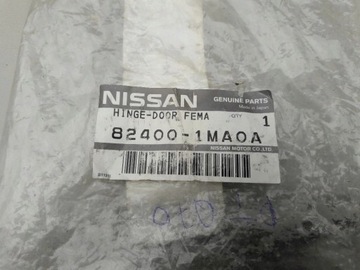 NISSAN
GENUINE PARTS
HINGE-DOOR FEMA
QTY
1
82400-1MA0A
NISSAN MOTOR CO.,LTD.